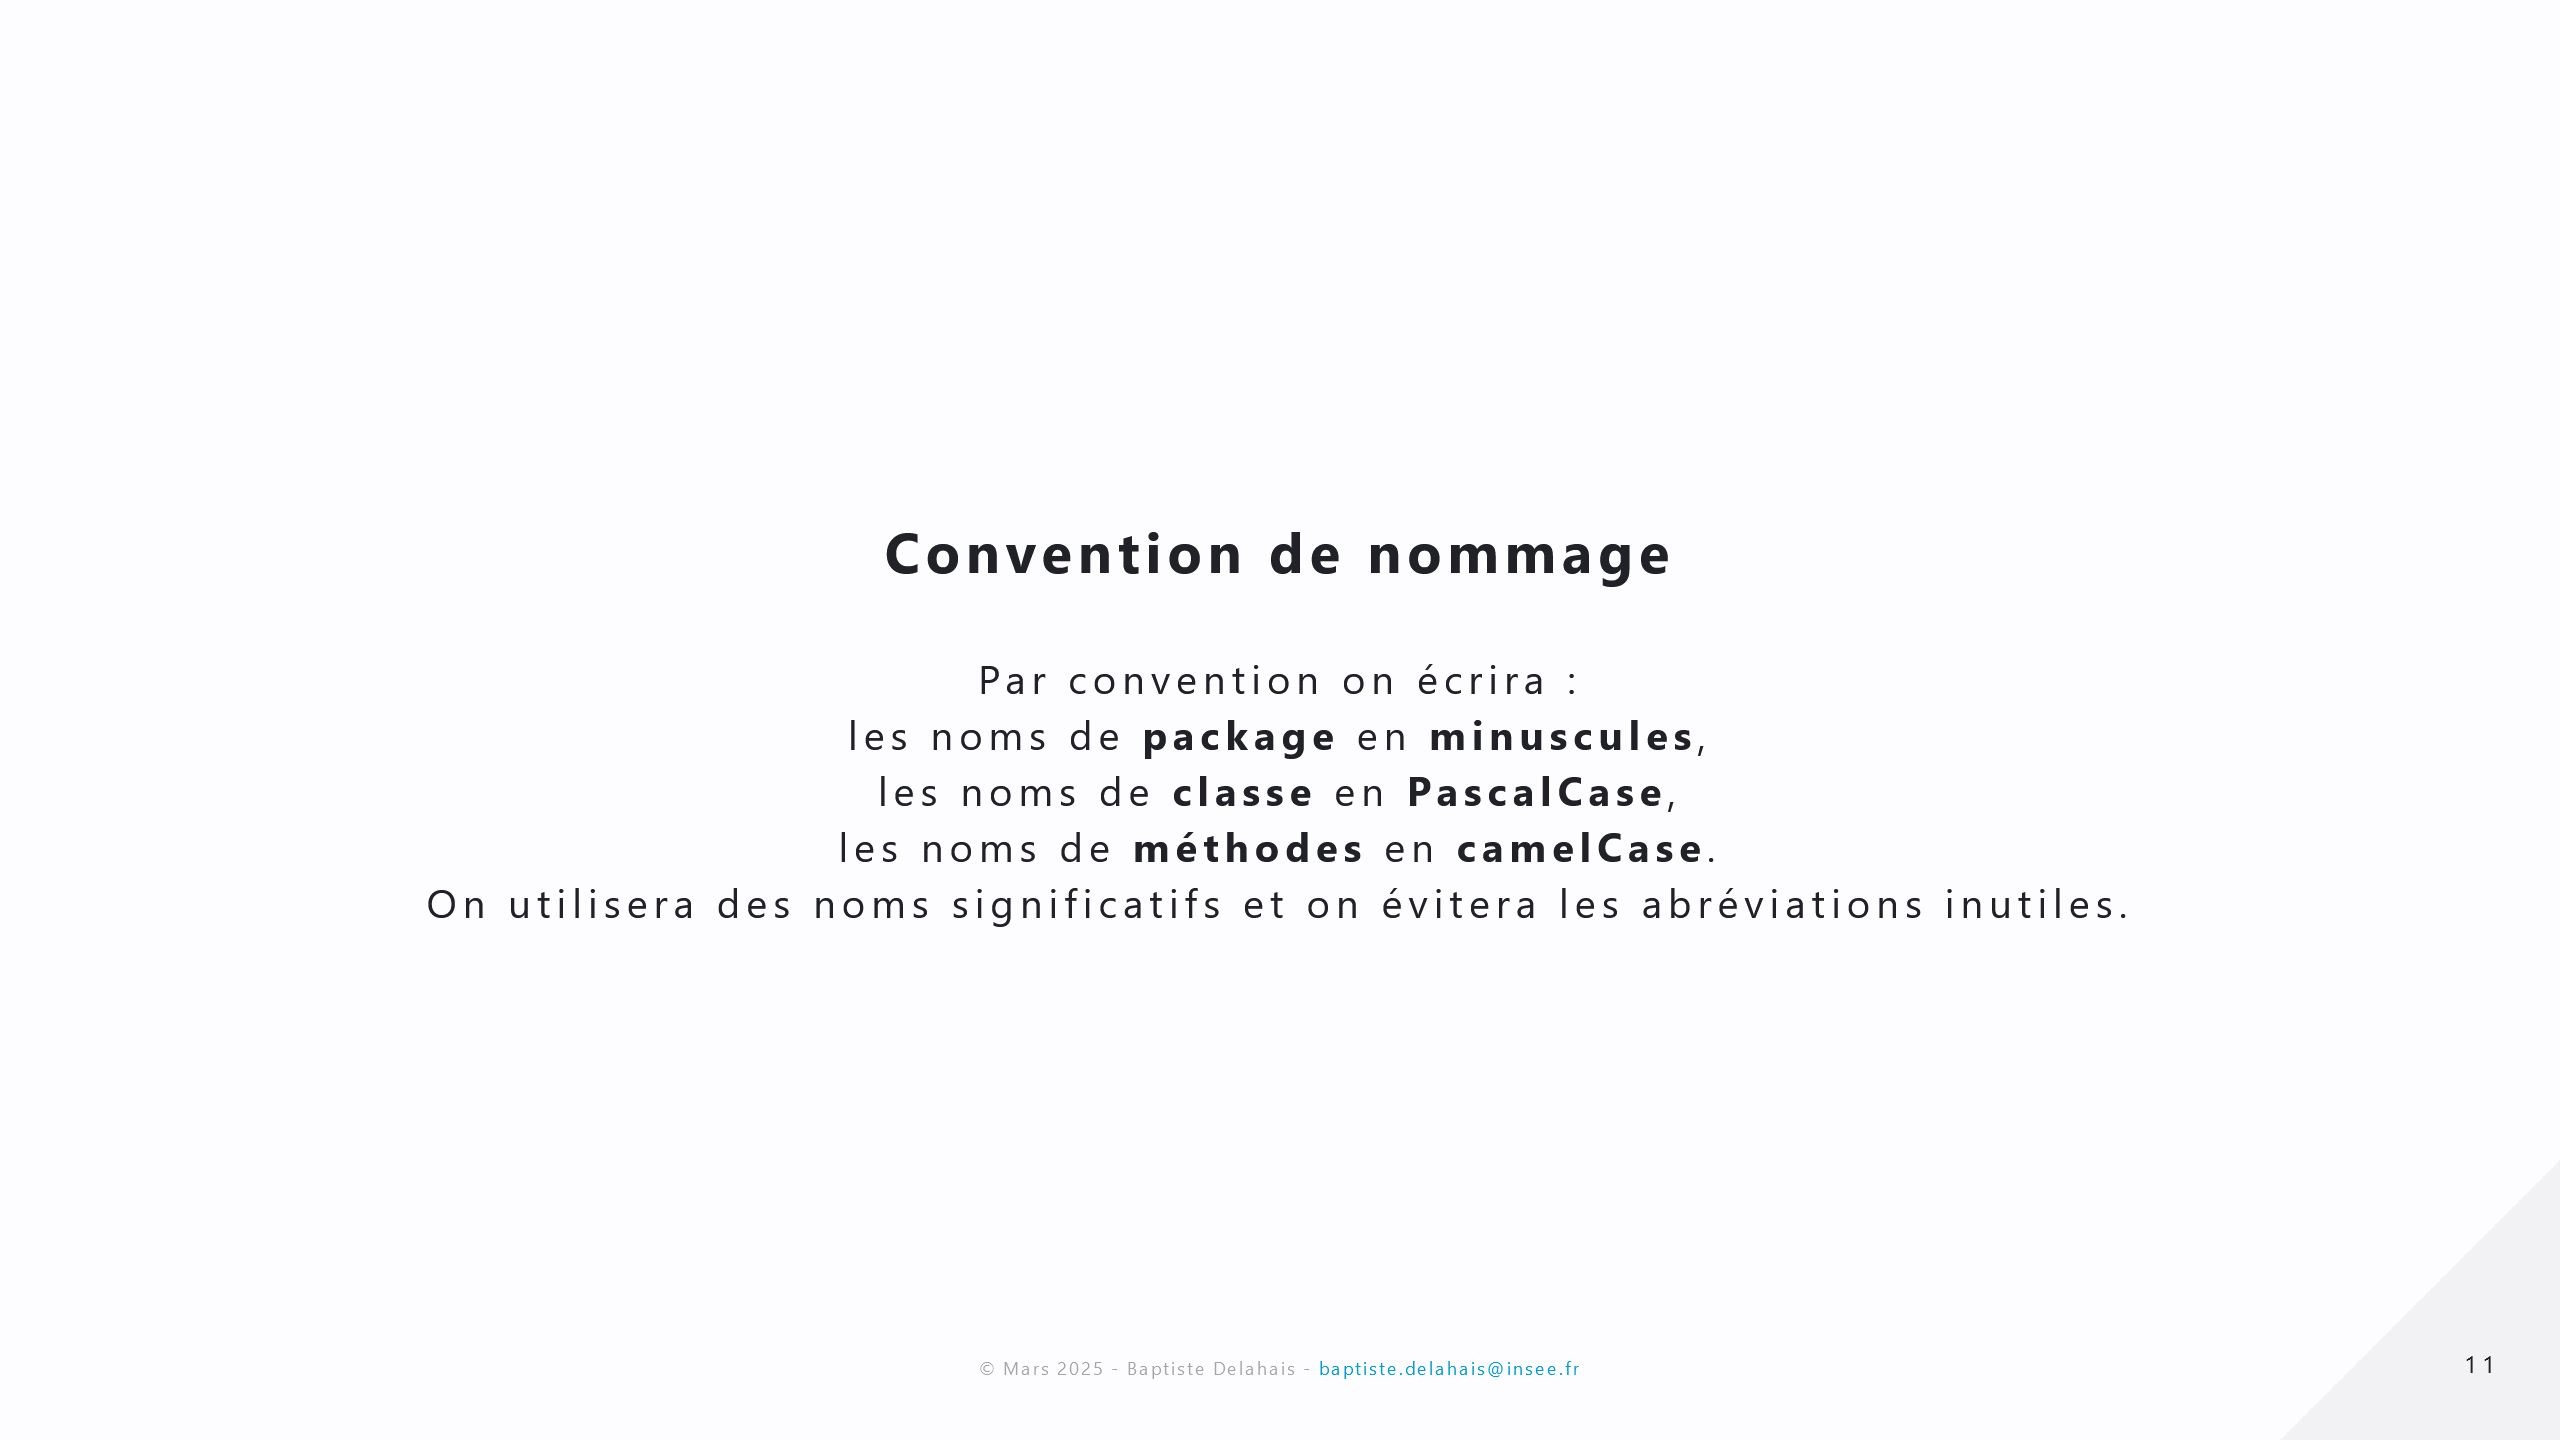 Convention de nommage
Par convention on écrira :
les noms de package en minuscules,
les noms de classe en PascalCase,
les noms de méthodes en camelCase.
On utilisera des noms significatifs et on évitera les abréviations inutiles.
© Mars 2025 - Baptiste Delahais - baptiste.delahais@insee.fr
11